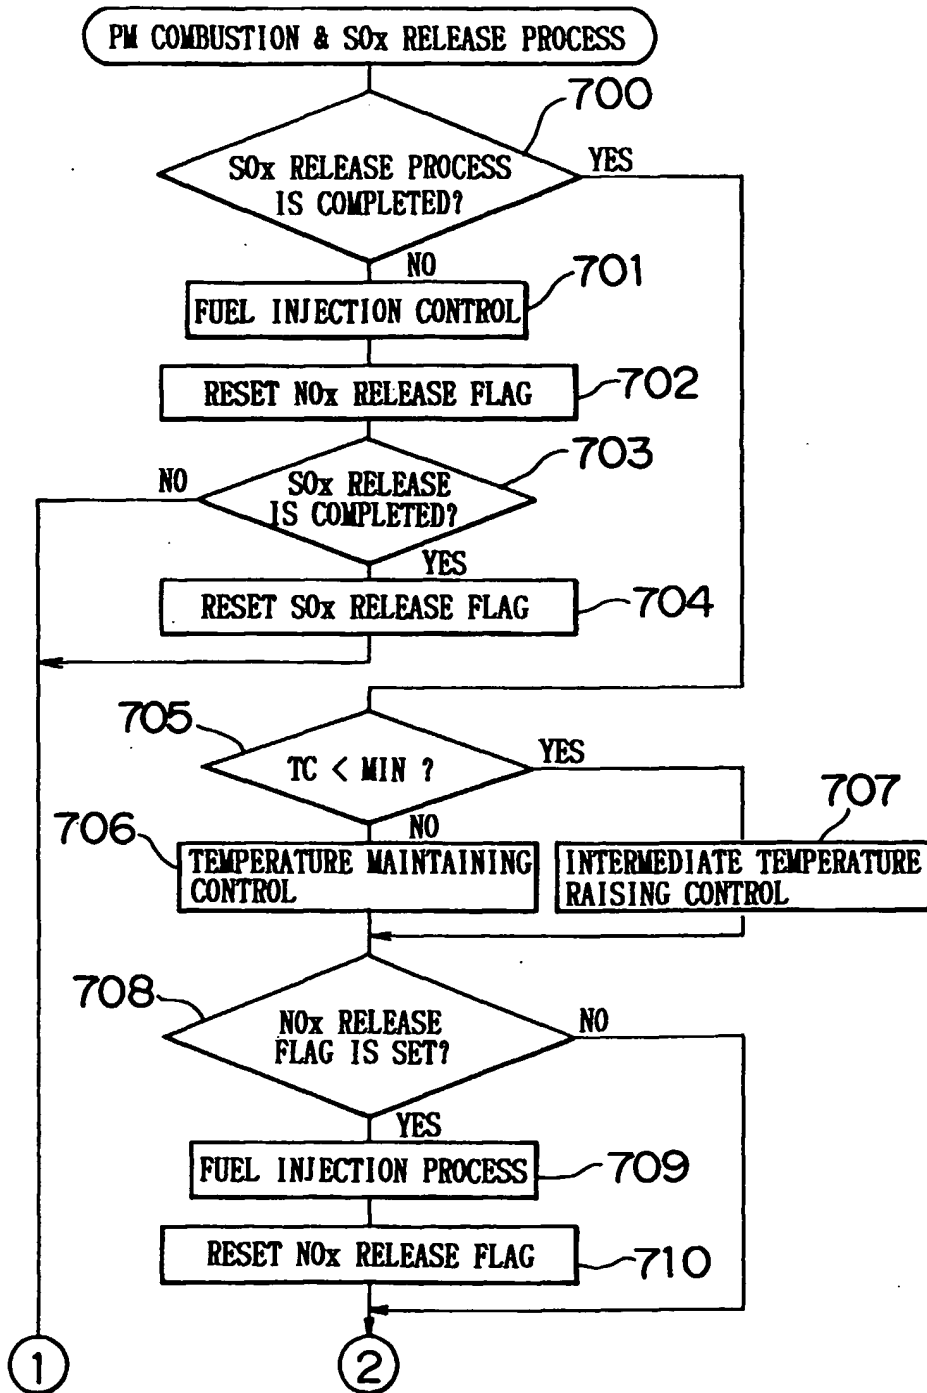 PM COMBUSTION & SOx RELEASE PROCESS
700
SOx RELEASE PROCESS
IS COMPLETED?
YES
NO
701
FUEL INJECTION CONTROL
RESET NOx RELEASE FLAG
702
703
NO
SOx RELEASE
IS COMPLETED?
YES
RESET SOx RELEASE FLAG
704
705
TC < MIN ?
YES
707
706
NO
TEMPERATURE MAINTAINING
CONTROL
INTERMEDIATE TEMPERATURE
RAISING CONTROL
708
NOx RELEASE
FLAG IS SET?
NO
YES
FUEL INJECTION PROCESS
709
RESET NOx RELEASE FLAG
710
1
2